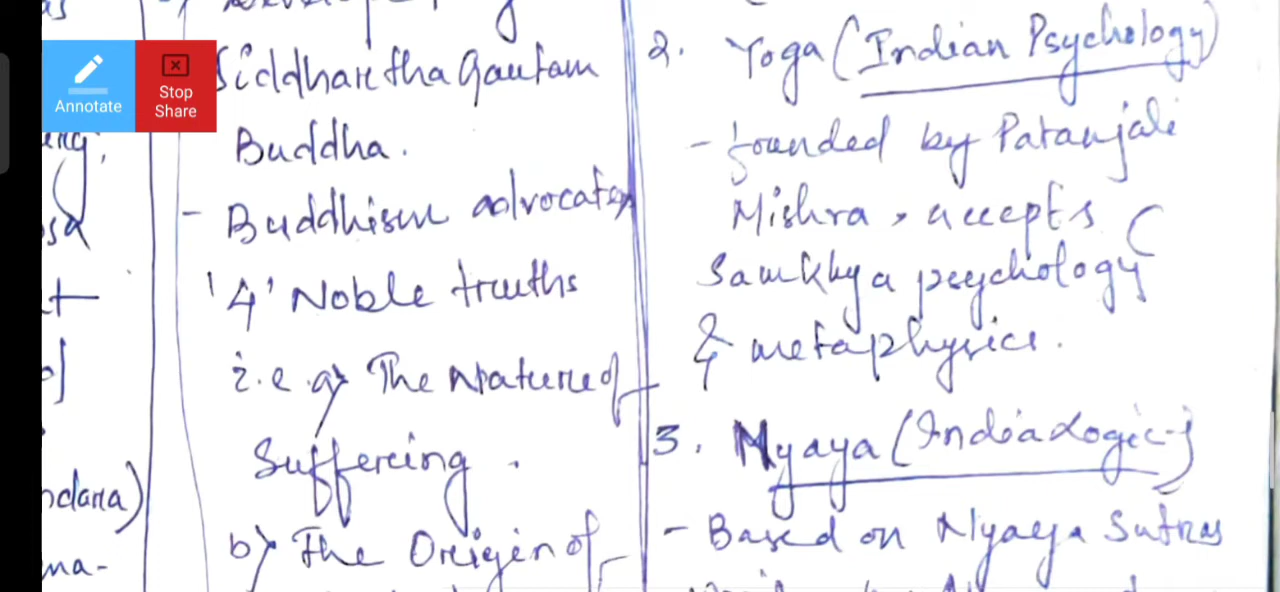 Annotate
Stop
Share
Siddhartha Gautam
Buddha.
- Buddhism advocates
'4' Noble truths
i.e a) The Nature of
Suffering.
b) The Origin of
2. Yoga (Indian Psychology)
- founded by Patanjali
Mishra, accepts
Samkhya psychology
& metaphysics.
3. Nyaya (India Logic)
- Based on Nyaya Sutras
ndana)
ma-